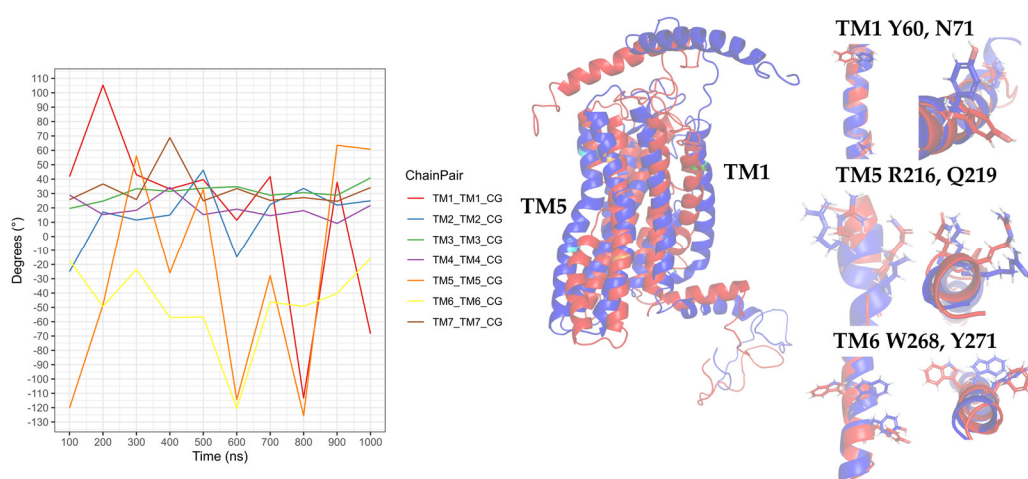 110
100
90
80
70
60
50
40
30
20
10
0
-10
-20
-30
-40
-50
-60
-70
-80
-90
-100
-110
-120
-130
Degrees (°)
100 200 300 400 500 600 700 800 900 1000
Time (ns)
ChainPair
TM1_TM1_CG
TM2_TM2_CG
TM3_TM3_CG
TM4_TM4_CG
TM5_TM5_CG
TM6_TM6_CG
TM7_TM7_CG
TM5
TM1
TM1 Y60, N71
TM5 R216, Q219
TM6 W268, Y271